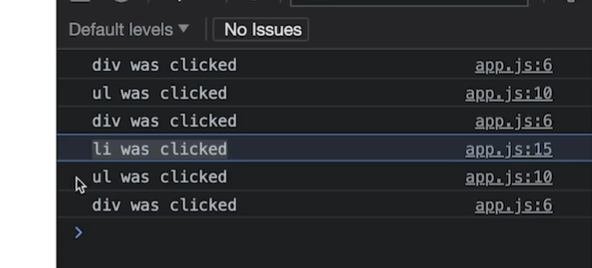 Default levels ▼ No Issues
div was clicked app.js:6
ul was clicked app.js:10
div was clicked app.js:6
li was clicked app.js:15
ul was clicked app.js:10
div was clicked app.js:6
>